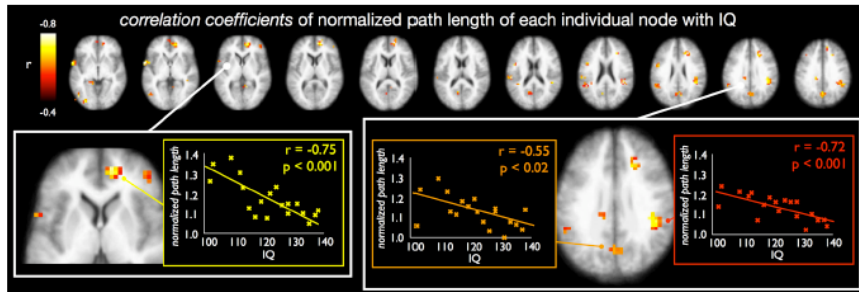 correlation coefficients of normalized path length of each individual node with IQ
-0.8
r
-0.4
r = -0.75
p < 0.001
normalized path length
1.4
1.3
1.2
1.1
1.0
100 110 120 130 140
IQ
r = -0.55
p < 0.02
normalized path length
1.4
1.3
1.2
1.1
1.0
100 110 120 130 140
IQ
r = -0.72
p < 0.001
normalized path length
1.4
1.3
1.2
1.1
1.0
100 110 120 130 140
IQ